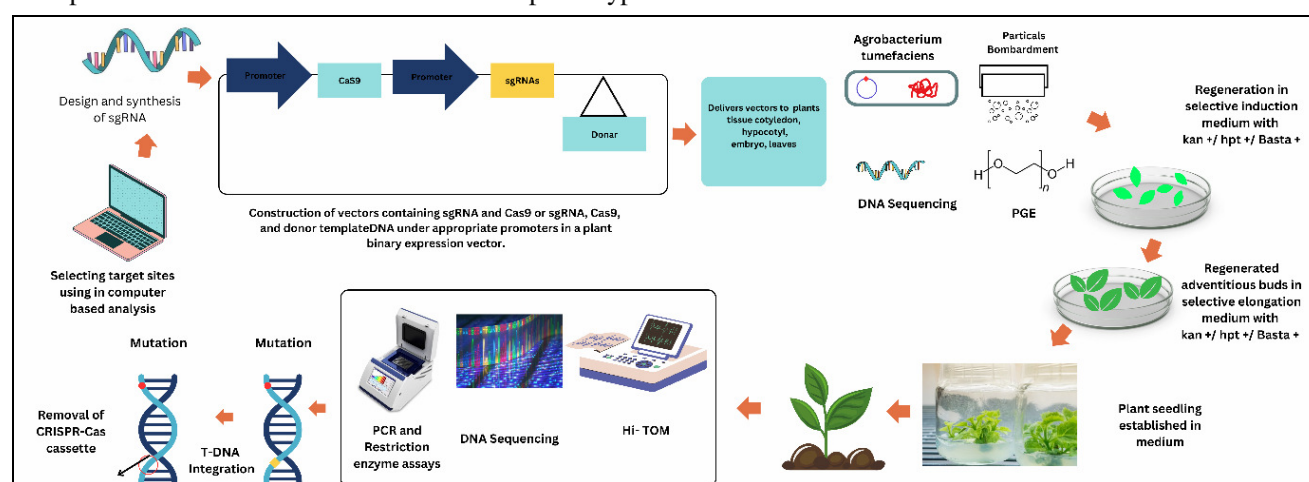 Design and synthesis
of sgRNA
Promoter
CaS9
Promoter
sgRNAs
Donar
Construction of vectors containing sgRNA and Cas9 or sgRNA, Cas9,
and donor templateDNA under appropriate promoters in a plant
binary expression vector.
Selecting target sites
using in computer
based analysis
Delivers vectors to plants
tissue cotyledon,
hypocotyl,
embryo, leaves
Agrobacterium
tumefaciens
Particals
Bombardment
DNA Sequencing
H
O
O
H
n
PGE
Regeneration in
selective induction
medium with
kan +/ hpt +/ Basta +
Regenerated
adventitious buds in
selective elongation
medium with
kan +/ hpt +/ Basta +
Plant seedling
established in
medium
Hi- TOM
DNA Sequencing
PCR and
Restriction
enzyme assays
Mutation
Mutation
T-DNA
Integration
Removal of
CRISPR-Cas
cassette